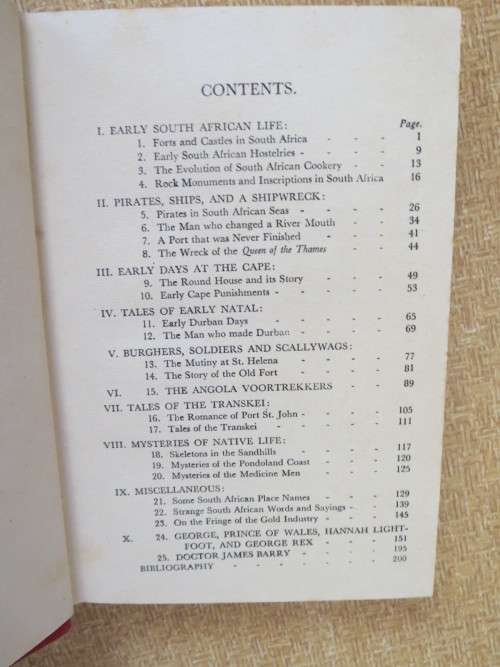 CONTENTS.
I. EARLY SOUTH AFRICAN LIFE: Page.
1. Forts and Castles in South Africa - - - 1
2. Early South African Hostelries - - - - 9
3. The Evolution of South African Cookery - - 13
4. Rock Monuments and Inscriptions in South Africa 16
II. PIRATES, SHIPS, AND A SHIPWRECK:
5. Pirates in South African Seas - - - - 26
6. The Man who changed a River Mouth - - 34
7. A Port that was Never Finished - - - 41
8. The Wreck of the Queen of the Thames - - 44
III. EARLY DAYS AT THE CAPE:
9. The Round House and its Story - - - 49
10. Early Cape Punishments - - - - 53
IV. TALES OF EARLY NATAL:
11. Early Durban Days - - - - 65
12. The Man who made Durban - - - - 69
V. BURGHERS, SOLDIERS AND SCALLYWAGS:
13. The Mutiny at St. Helena - - - - 77
14. The Story of the Old Fort - - - - 81
VI. 15. THE ANGOLA VOORTREKKERS - - - 89
VII. TALES OF THE TRANSKEI:
16. The Romance of Port St. John - - - - 105
17. Tales of the Transkei - - - - 111
VIII. MYSTERIES OF NATIVE LIFE:
18. Skeletons in the Sandhills - - - - 117
19. Mysteries of the Pondoland Coast - - - 120
20. Mysteries of the Medicine Men - - - 125
IX. MISCELLANEOUS:
21. Some South African Place Names - - - 129
22. Strange South African Words and Sayings - - - 139
23. On the Fringe of the Gold Industry - - - 145
X. 24. GEORGE, PRINCE OF WALES, HANNAH LIGHT-
FOOT, AND GEORGE REX - - - 151
25. DOCTOR JAMES BARRY - - - - 195
BIBLIOGRAPHY - - - - - - 200